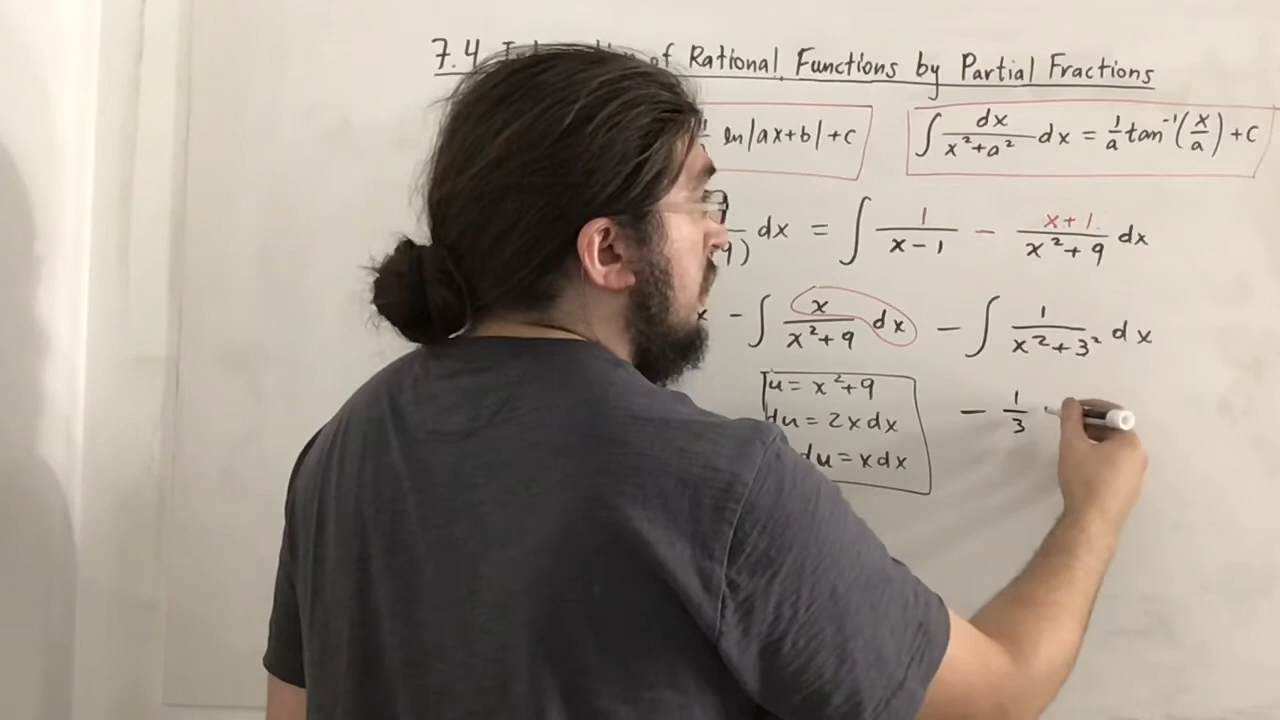 7.4 of Rational Functions by Partial Fractions
ln|ax+b|+c ∫ dx/(x²+a²) dx = 1/a tan⁻¹(x/a) + c
9) dx = ∫ 1/(x-1) - (x+1)/(x²+9) dx
- ∫ x/(x²+9) dx - ∫ 1/(x²+3²) dx
u = x²+9 - 1/3
du = 2x dx
du = x dx